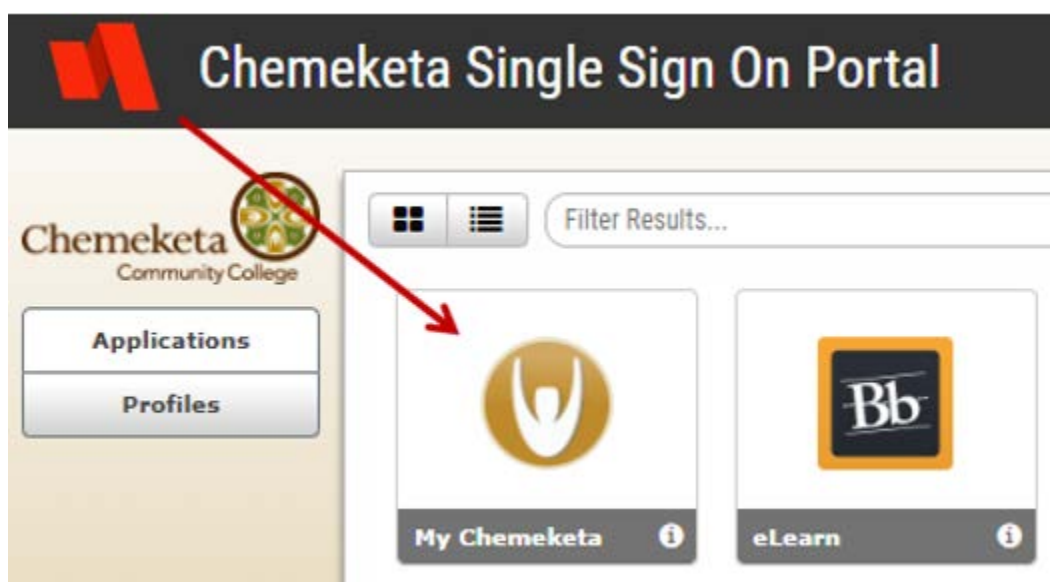 Chemeketa Single Sign On Portal
Chemeketa
Community College
Filter Results...
Applications
Profiles
Bb
My Chemeketa
eLearn